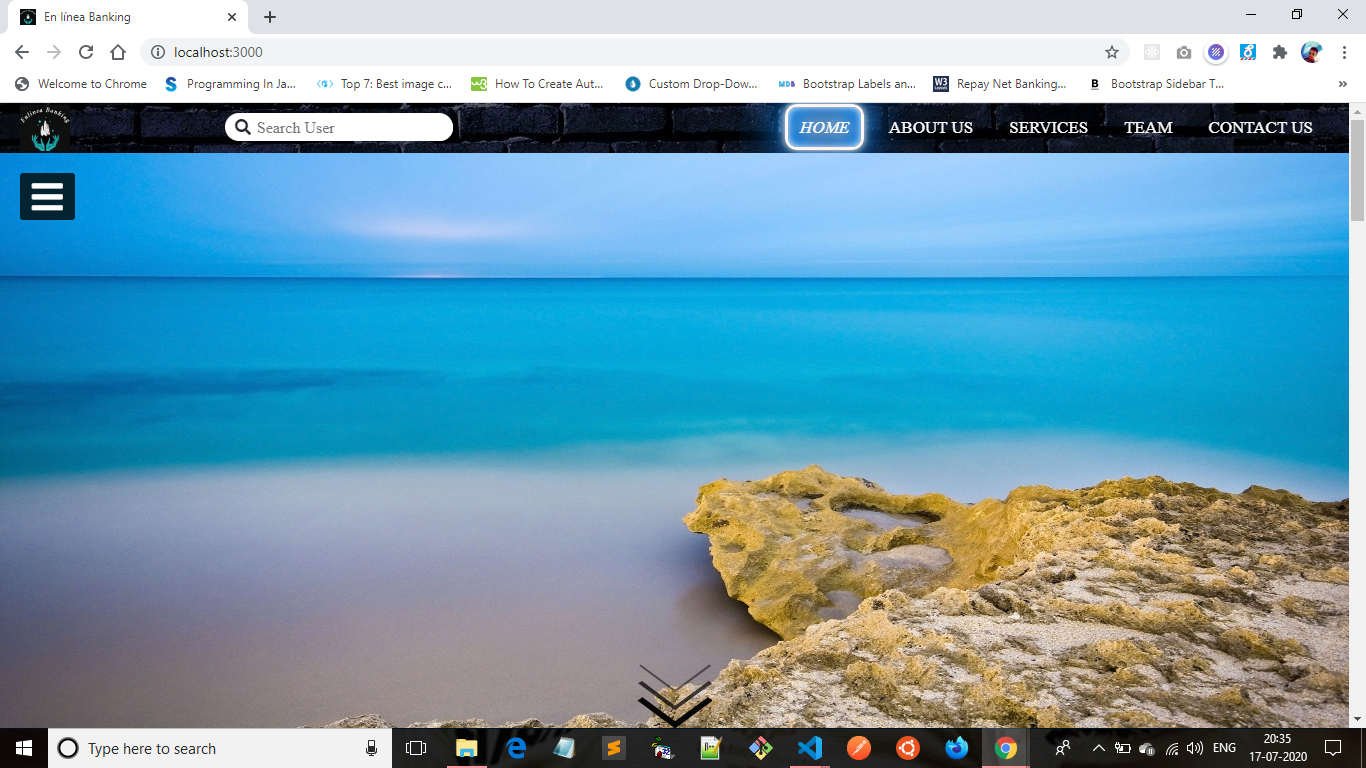 En línea Banking
localhost:3000
Welcome to Chrome
Programming In Ja...
Top 7: Best image c...
How To Create Aut...
Custom Drop-Dow...
MDB
Bootstrap Labels an...
W3
Repay Net Banking...
B
Bootstrap Sidebar T...
Enlinea Banking
Search User
HOME
ABOUT US
SERVICES
TEAM
CONTACT US
Type here to search
ENG
20:35
17-07-2020